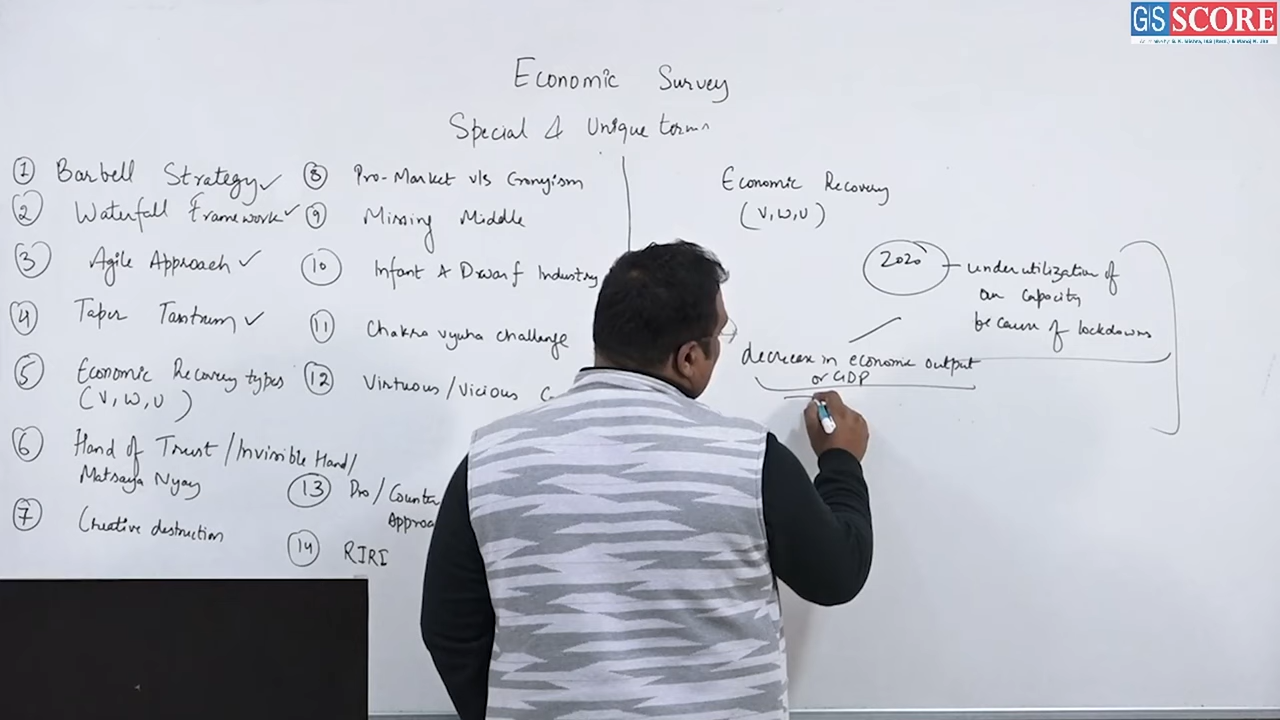 GS SCORE
Economic Survey
Special & Unique terms
1 Barbell Strategy ✓
2 Waterfall Framework ✓
3 Agile Approach ✓
4 Taper Tantrum ✓
5 Economic Recovery types
(V, W, U)
6 Hand of Trust / Invisible Hand /
Matsaya Nyay
7 Creative destruction
8 Pro-Market v/s Cronyism
9 Missing Middle
10 Infant & Dwarf Industry
11 Chakra vyuha challenge
12 Virtuous / Vicious
13 Pro / Counter
14 RIRI
Economic Recovery
(V, W, U)
2020 — under utilization of
our capacity
because of lockdowns
decrease in economic output
or GDP